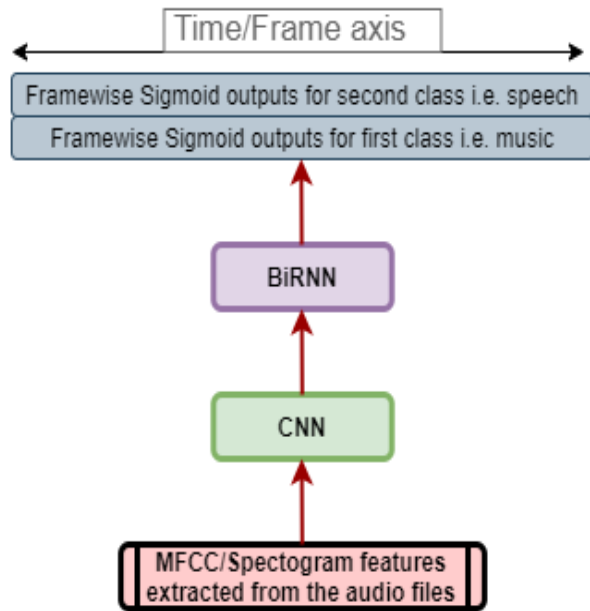 Time/Frame axis
Framewise Sigmoid outputs for second class i.e. speech
Framewise Sigmoid outputs for first class i.e. music
BiRNN
CNN
MFCC/Spectogram features
extracted from the audio files